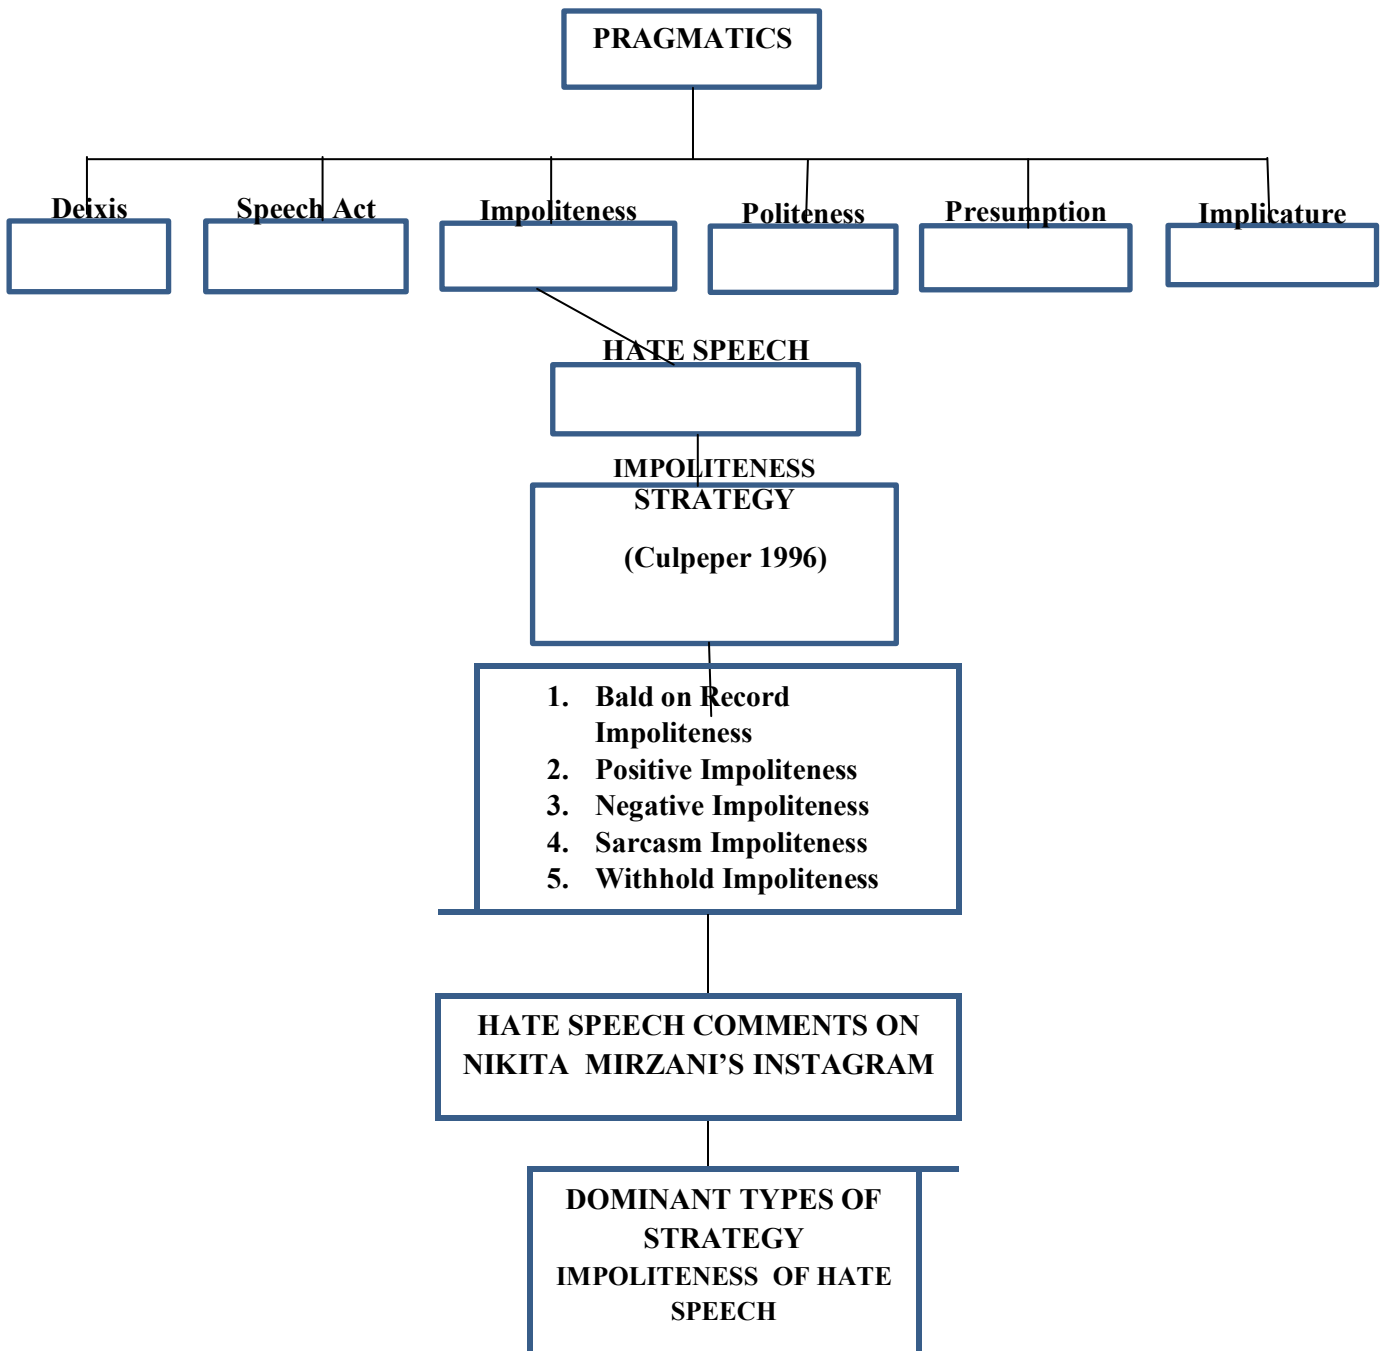 PRAGMATICS
Deixis
Speech Act
Impoliteness
Politeness
Presumption
Implicature
HATE SPEECH
IMPOLITENESS
STRATEGY
(Culpeper 1996)
1. Bald on Record
Impoliteness
2. Positive Impoliteness
3. Negative Impoliteness
4. Sarcasm Impoliteness
5. Withhold Impoliteness
HATE SPEECH COMMENTS ON
NIKITA MIRZANI’S INSTAGRAM
DOMINANT TYPES OF
STRATEGY
IMPOLITENESS OF HATE
SPEECH